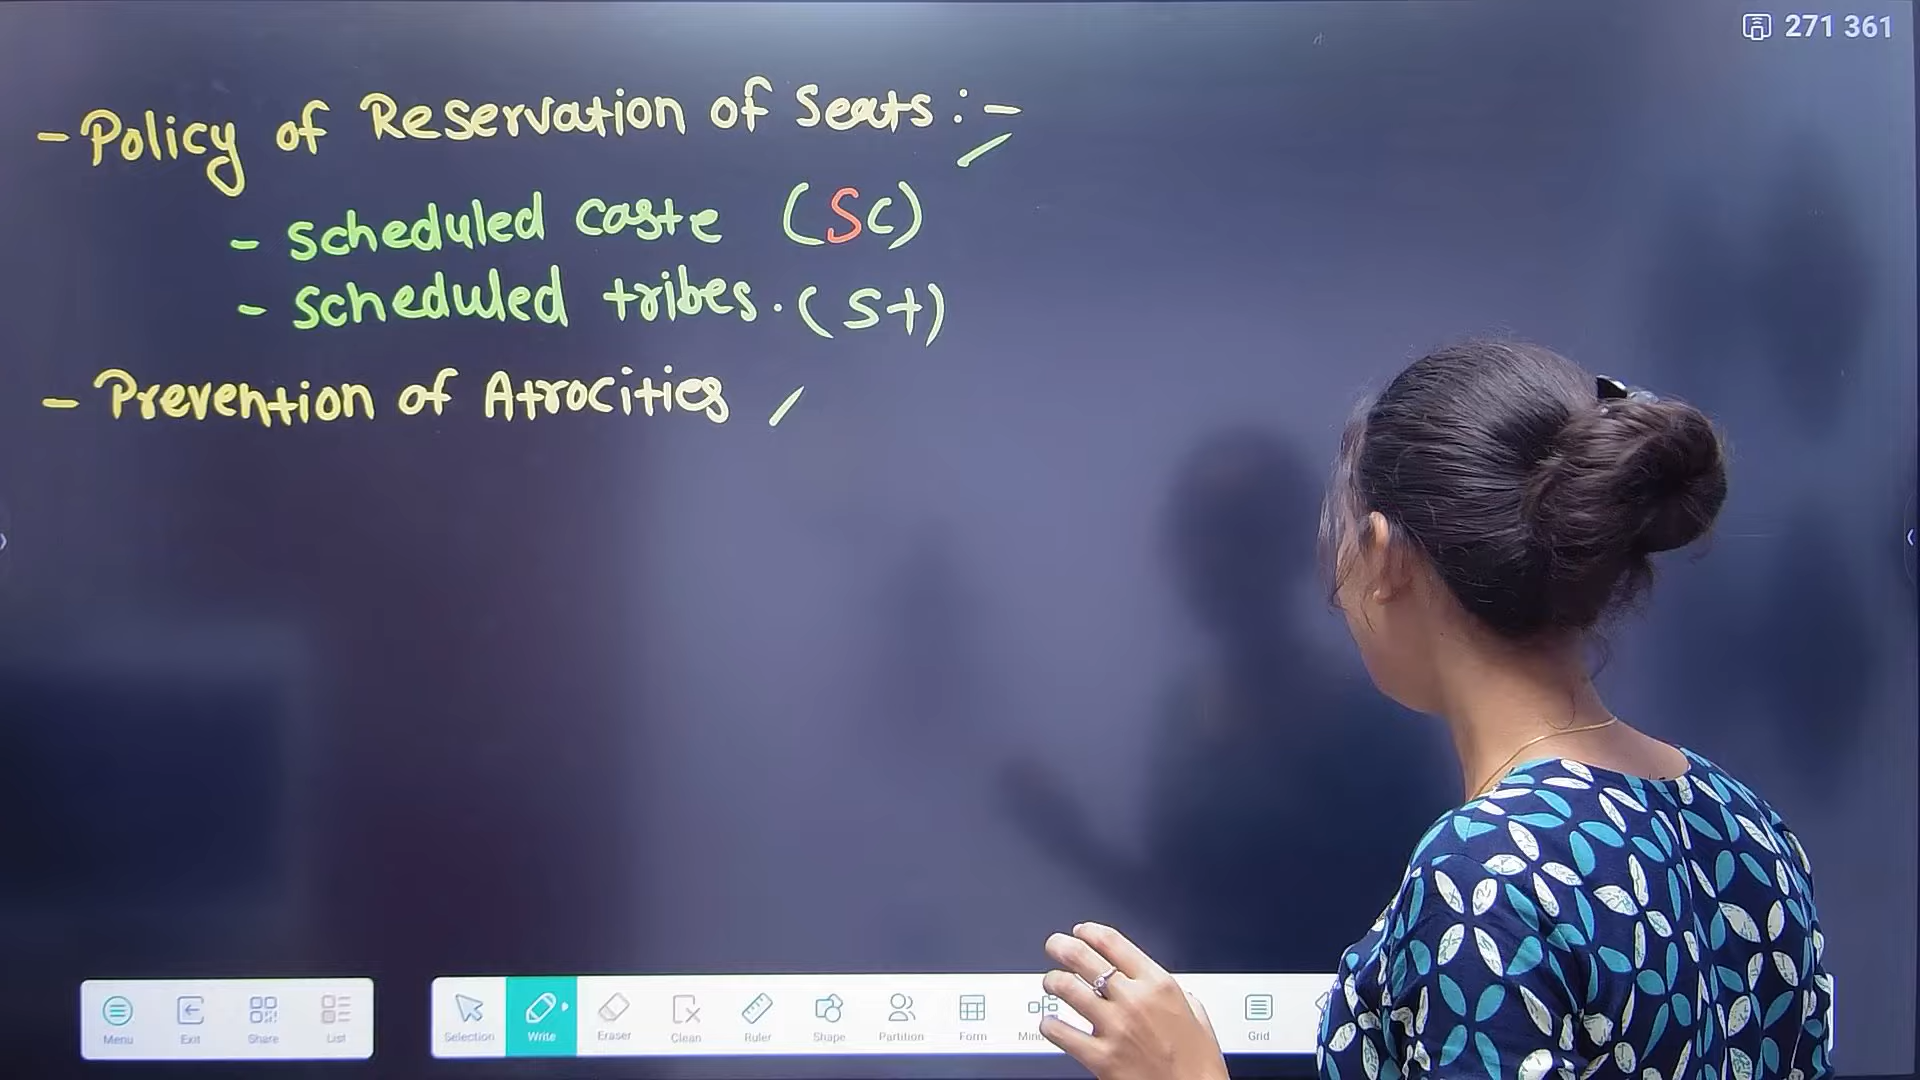 271 361
- Policy of Reservation of Seats :-
- Scheduled caste (SC)
- Scheduled tribes. (St)
- Prevention of Atrocities
Menu Exit Share List Selection Write Eraser Clean Ruler Shape Partition Form Grid